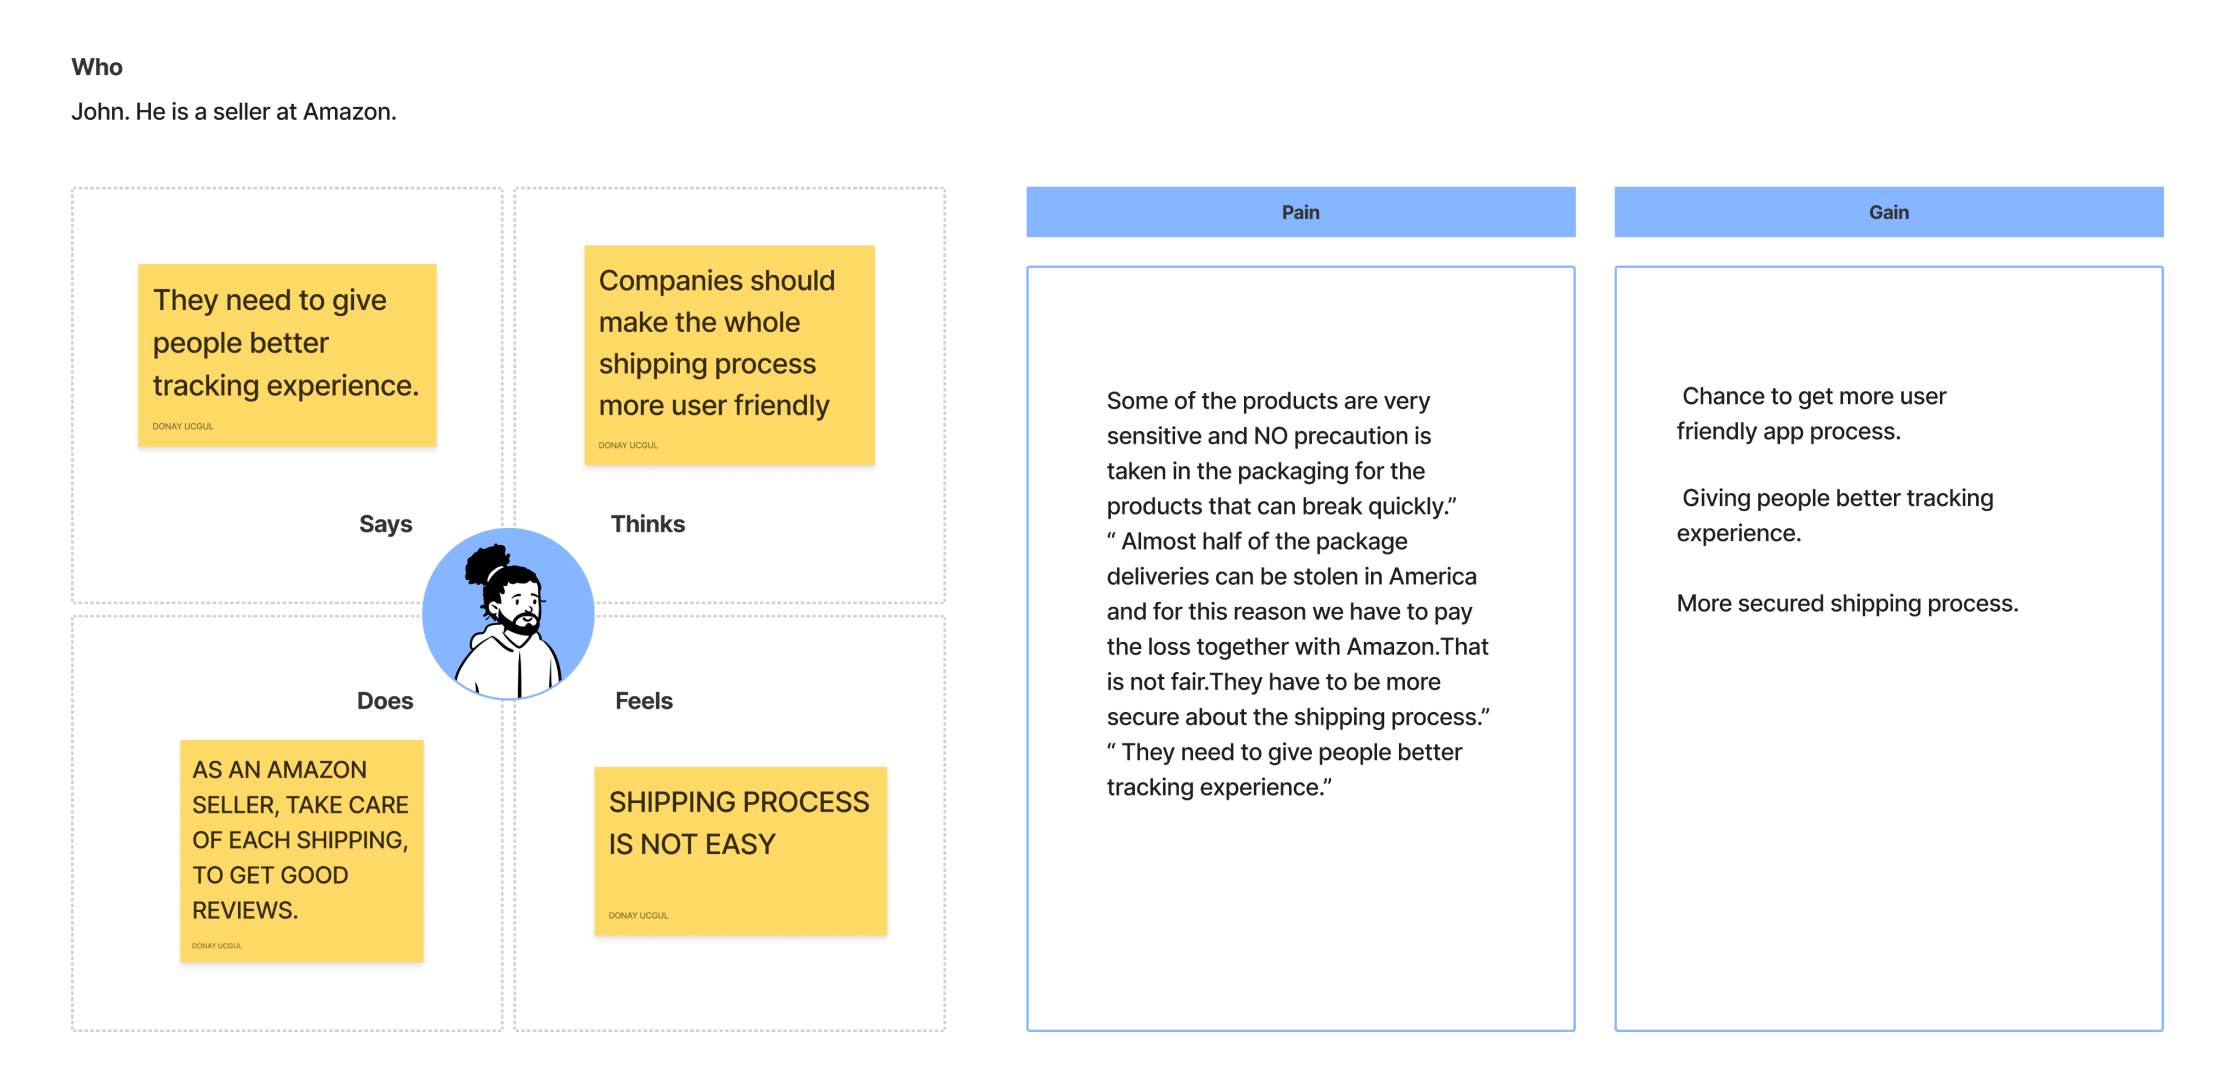 Who
John. He is a seller at Amazon.
They need to give
people better
tracking experience.
DONAY UCGUL
Says
Companies should
make the whole
shipping process
more user friendly
DONAY UCGUL
Thinks
Does
AS AN AMAZON
SELLER, TAKE CARE
OF EACH SHIPPING,
TO GET GOOD
REVIEWS.
DONAY UCGUL
Feels
SHIPPING PROCESS
IS NOT EASY
DONAY UCGUL
Pain
Some of the products are very
sensitive and NO precaution is
taken in the packaging for the
products that can break quickly.”
“ Almost half of the package
deliveries can be stolen in America
and for this reason we have to pay
the loss together with Amazon.That
is not fair.They have to be more
secure about the shipping process.”
“ They need to give people better
tracking experience.”
Gain
Chance to get more user
friendly app process.
Giving people better tracking
experience.
More secured shipping process.